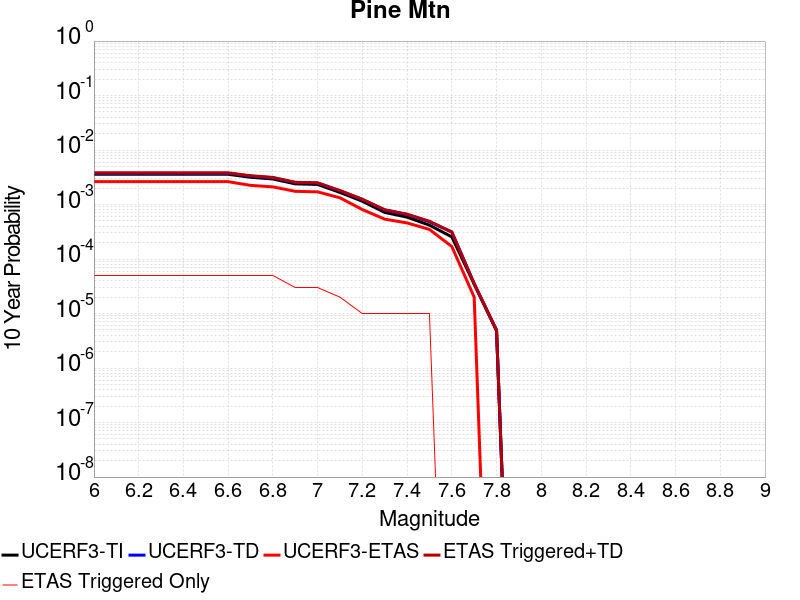 Pine Mtn
10 Year Probability
10^0
10^-1
10^-2
10^-3
10^-4
10^-5
10^-6
10^-7
10^-8
6 6.2 6.4 6.6 6.8 7 7.2 7.4 7.6 7.8 8 8.2 8.4 8.6 8.8 9
Magnitude
UCERF3-TI UCERF3-TD UCERF3-ETAS ETAS Triggered+TD
ETAS Triggered Only